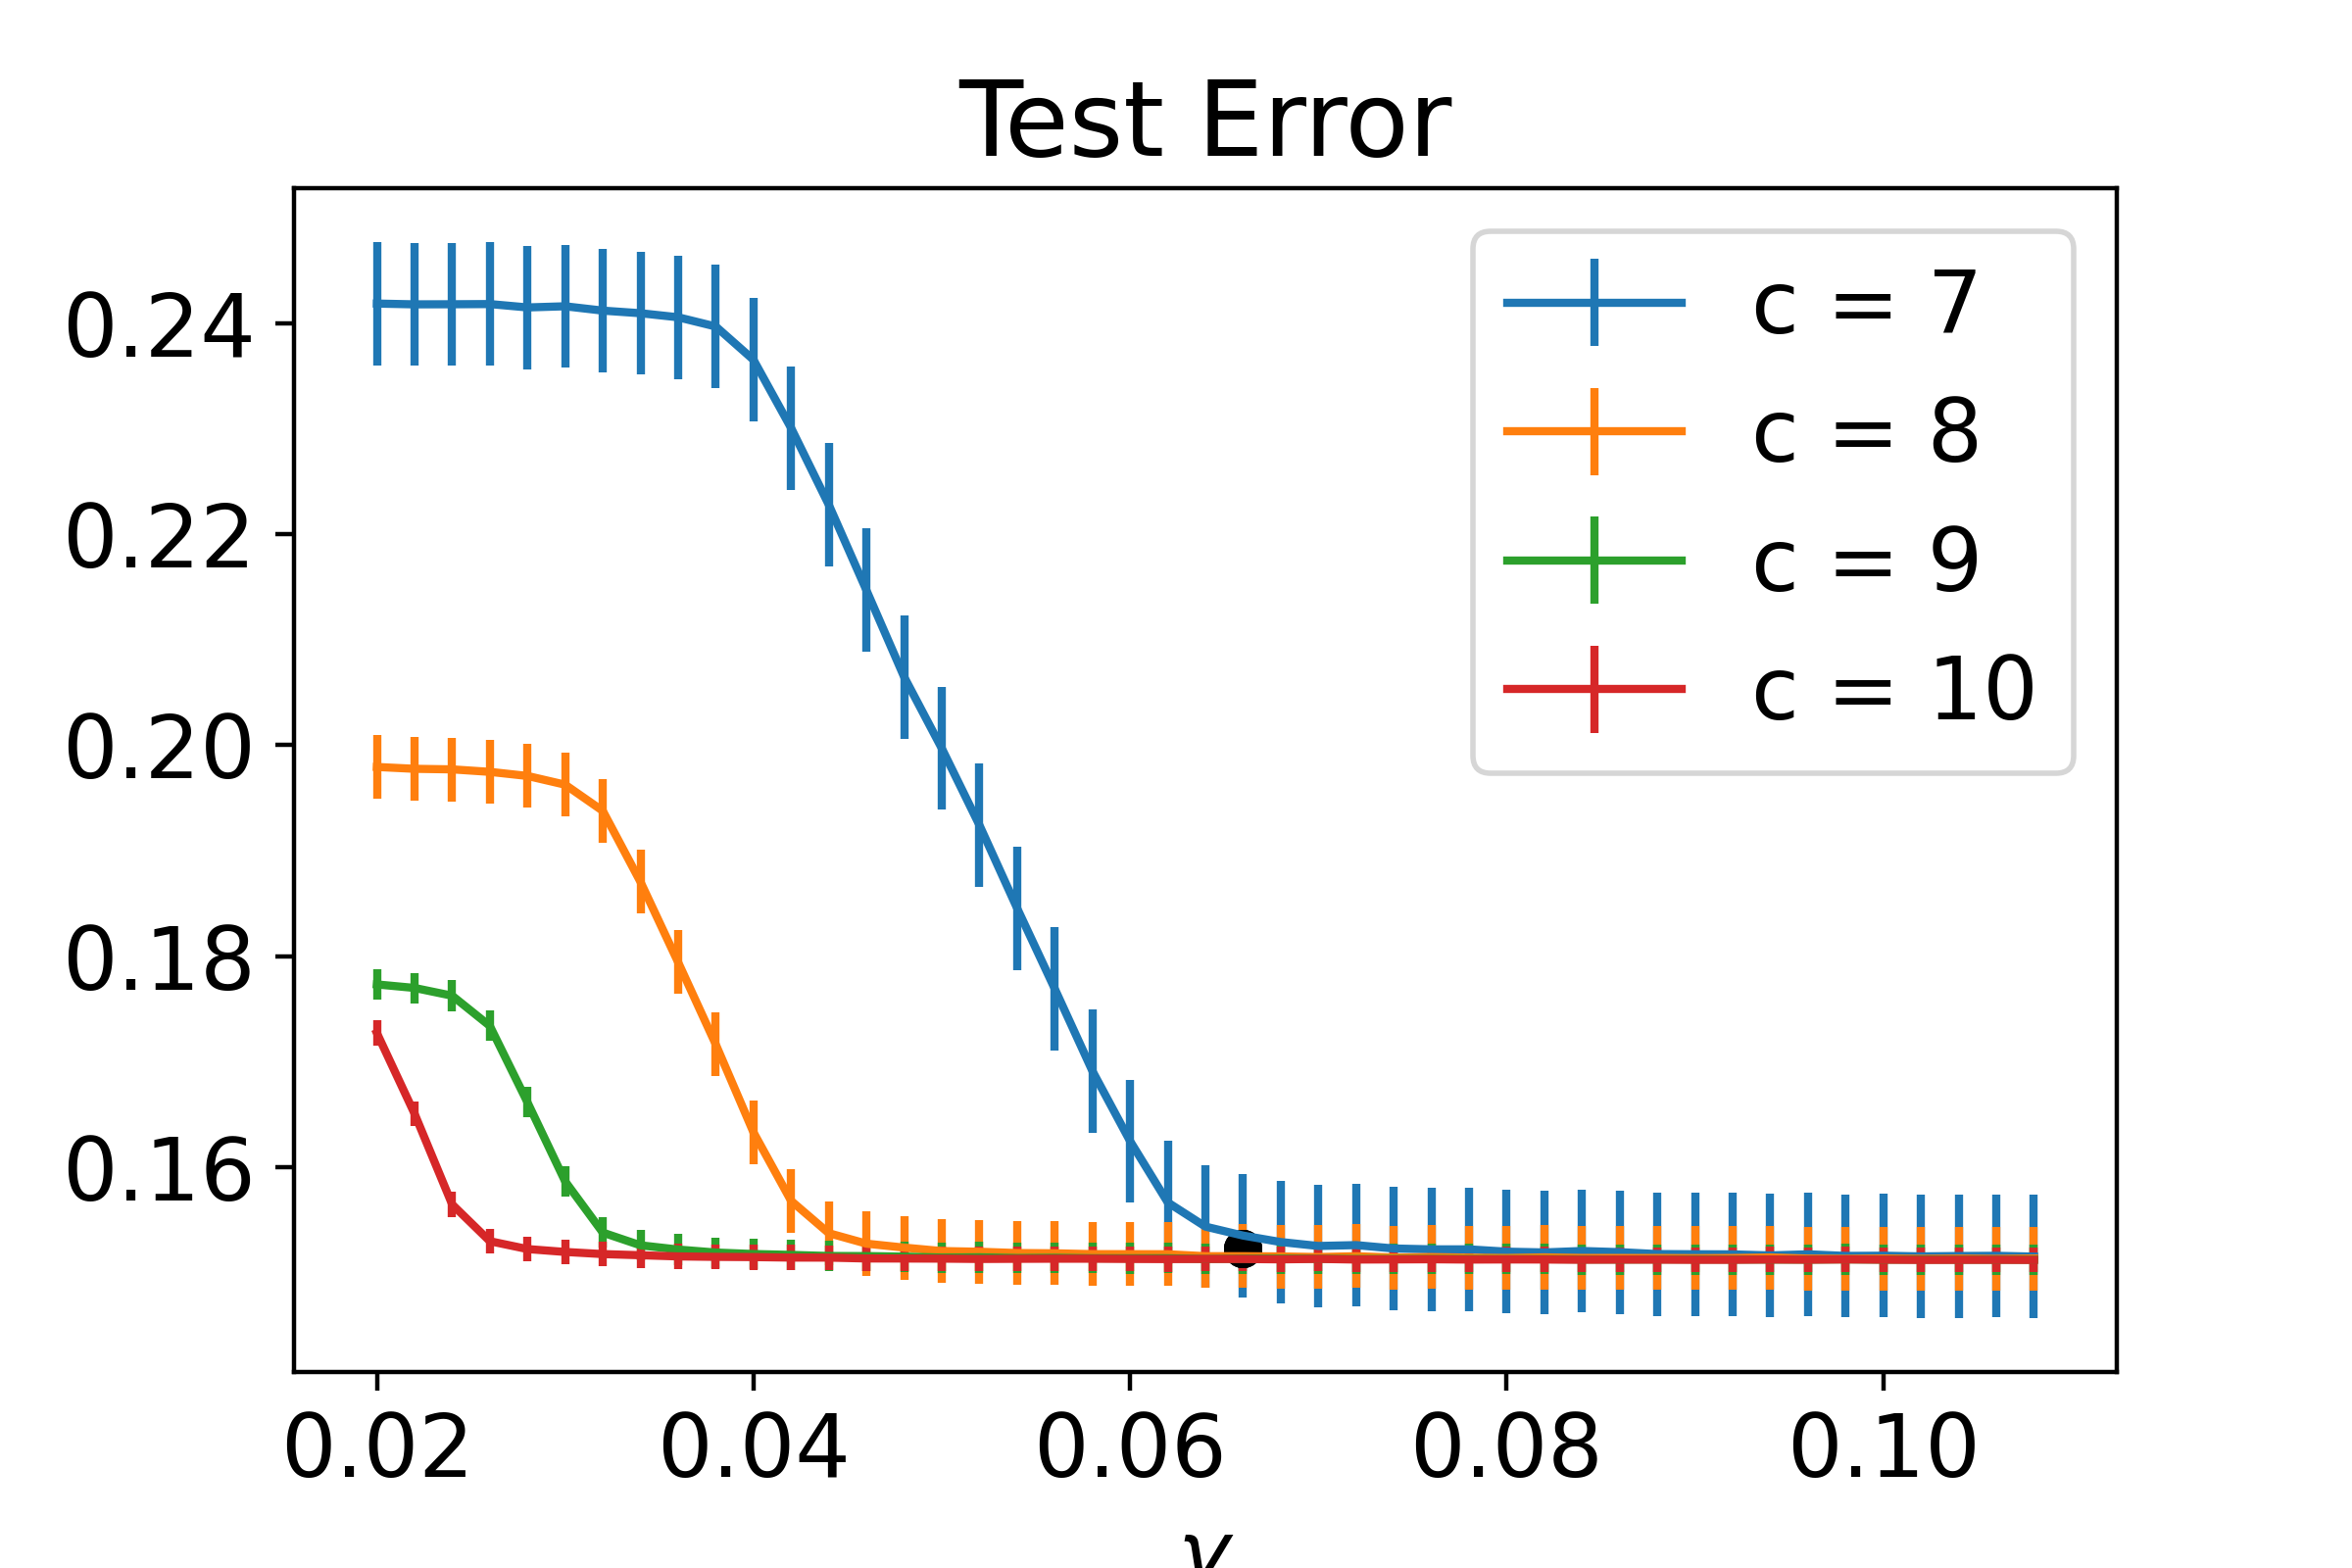 Test Error
c = 7
c = 8
c = 9
c = 10
0.24
0.22
0.20
0.18
0.16
0.02 0.04 0.06 0.08 0.10